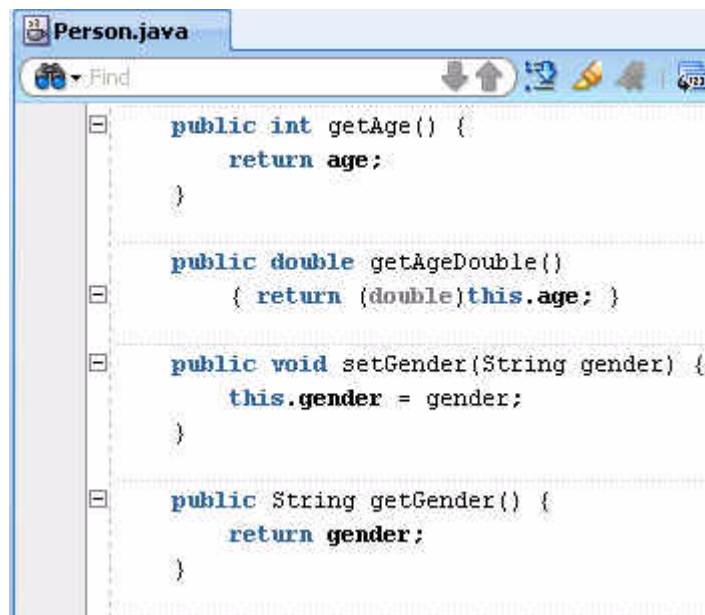 Person.java
Find
public int getAge() {
return age;
}
public double getAgeDouble()
{ return (double)this.age; }
public void setGender(String gender) {
this.gender = gender;
}
public String getGender() {
return gender;
}